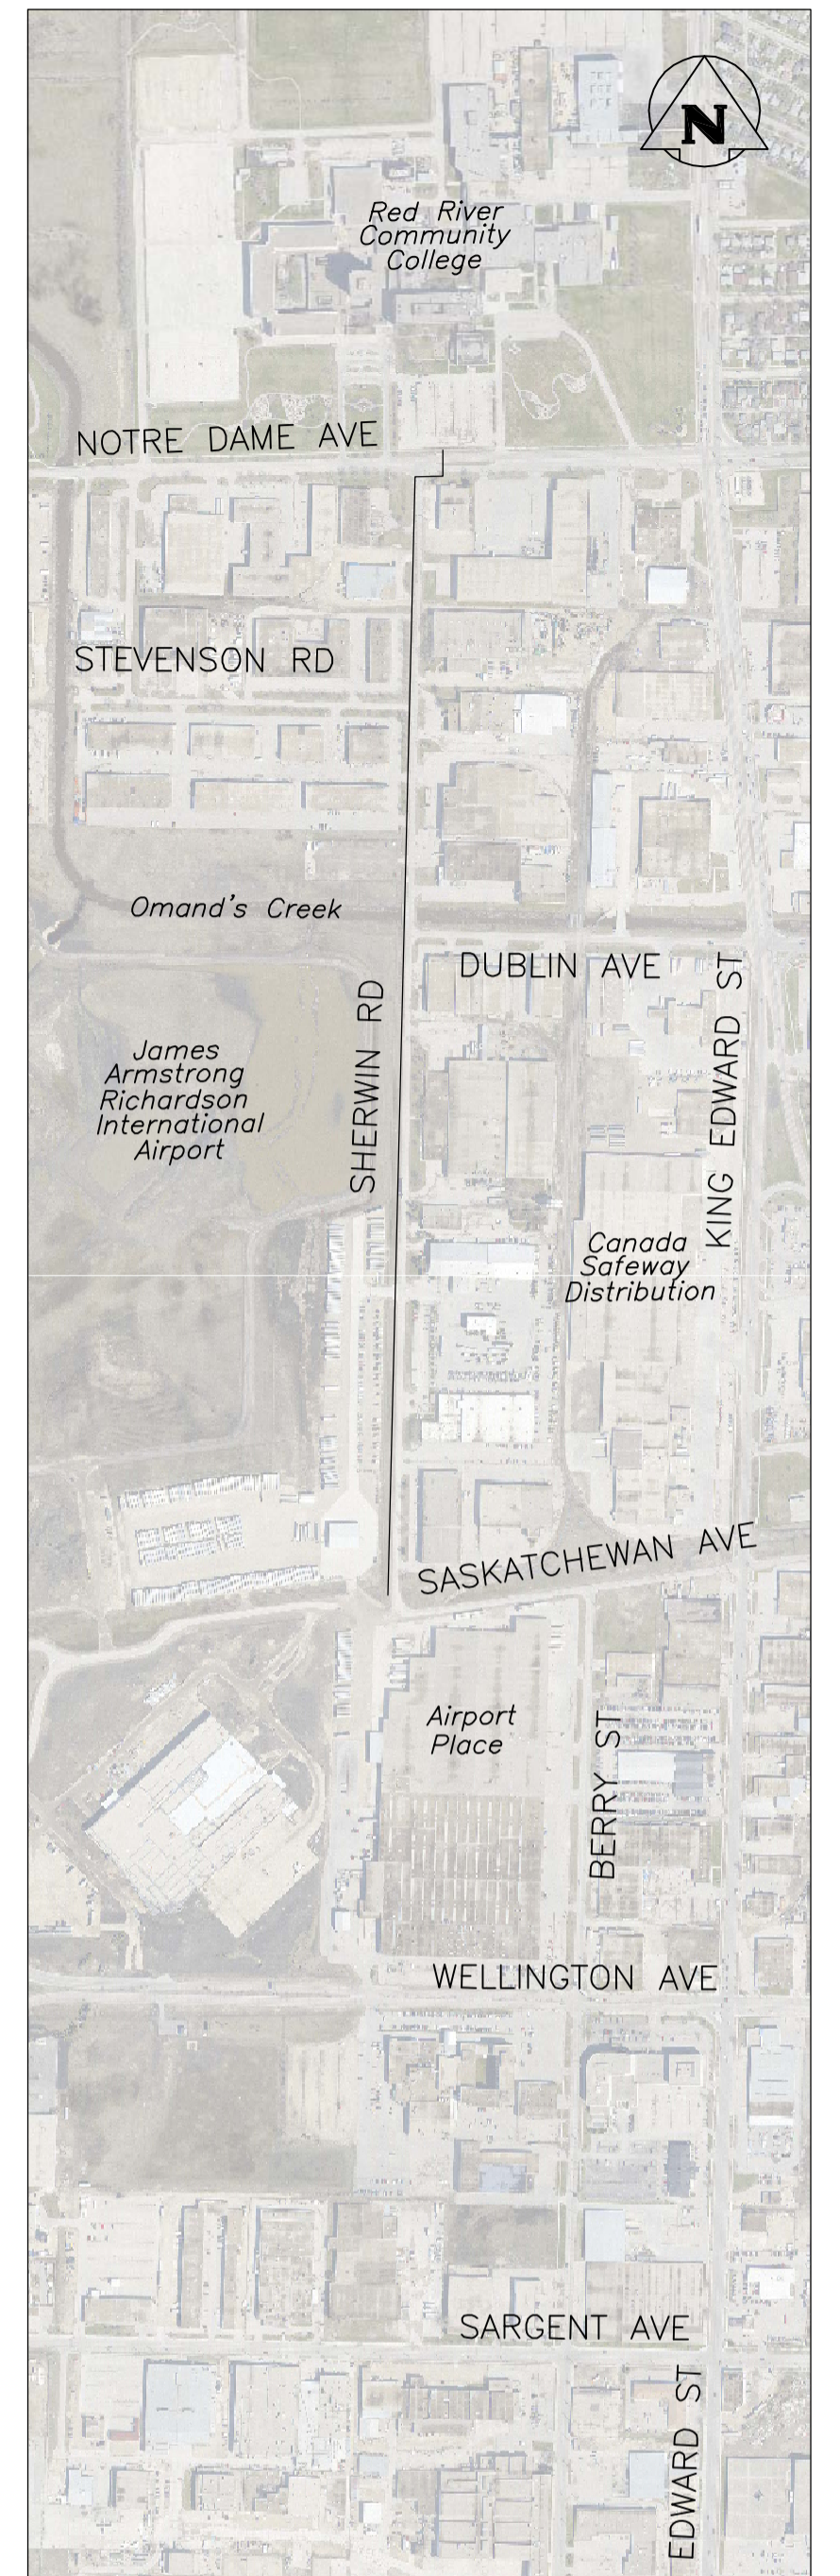 N
Red River
Community
College
NOTRE DAME AVE
STEVENSON RD
Omand's Creek
DUBLIN AVE
KING EDWARD ST
SHERWIN RD
James
Armstrong
Richardson
International
Airport
Canada
Safeway
Distribution
SASKATCHEWAN AVE
Airport
Place
BERRY ST
WELLINGTON AVE
SARGENT AVE
EDWARD ST